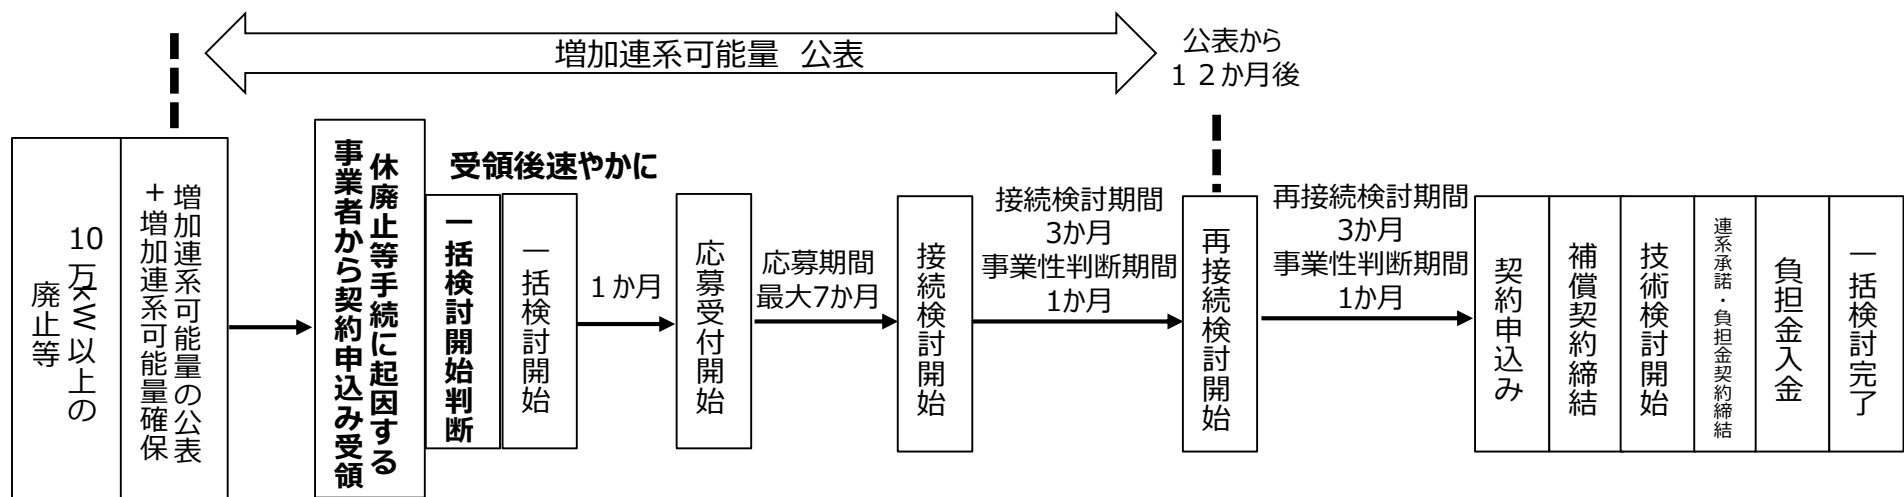 増加連系可能量 公表
公表から
１２か月後
10万kW以上の
廃止等
増加連系可能量の公表
＋増加連系可能量確保
休廃止等手続に起因する
事業者から契約申込み受領
受領後速やかに
一括検討開始判断
一括検討開始
１か月
応募受付開始
応募期間
最大7か月
接続検討開始
接続検討期間
3か月
事業性判断期間
1か月
再接続検討開始
再接続検討期間
3か月
事業性判断期間
1か月
契約申込み
補償契約締結
技術検討開始
連系承諾・負担金契約締結
負担金入金
一括検討完了